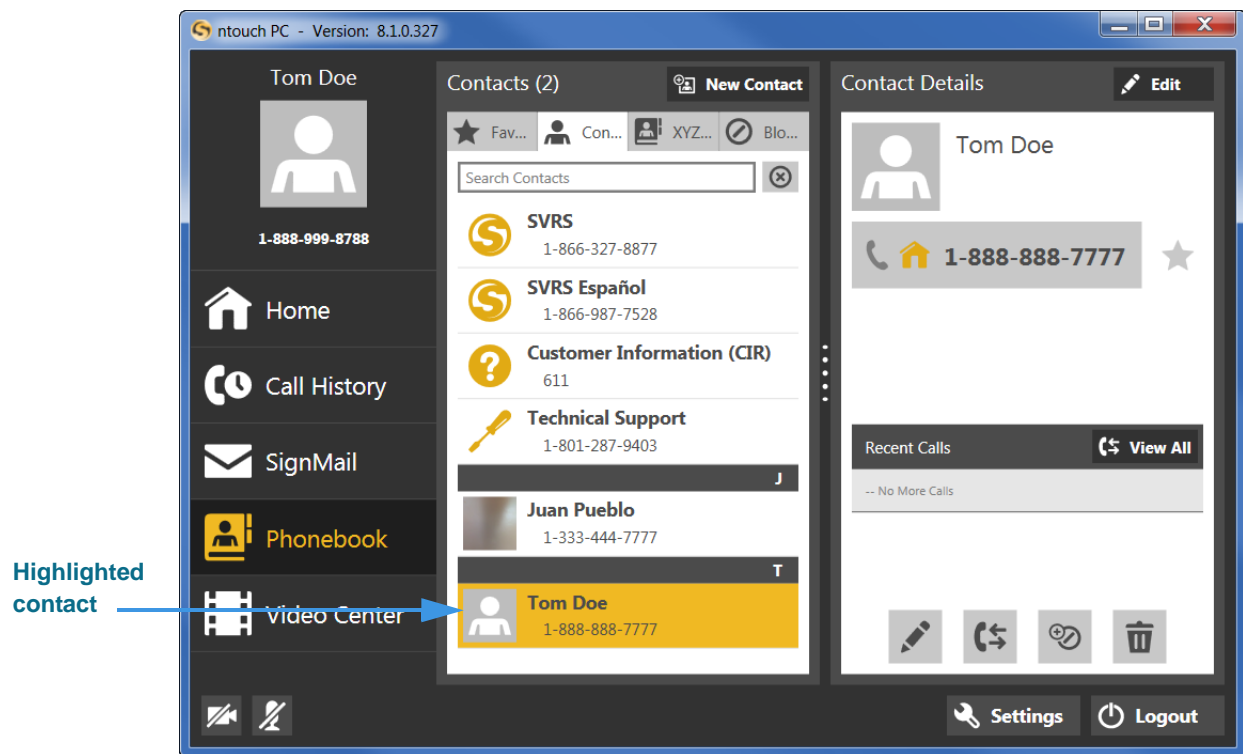 ntouch PC - Version: 8.1.0.327
Tom Doe
1-888-999-8788
Home
Call History
SignMail
Phonebook
Video Center
Highlighted
contact
Contacts (2)
New Contact
Fav...
Con...
XYZ...
Blo...
Search Contacts
SVRS
1-866-327-8877
SVRS Español
1-866-987-7528
Customer Information (CIR)
611
Technical Support
1-801-287-9403
J
Juan Pueblo
1-333-444-7777
T
Tom Doe
1-888-888-7777
Contact Details
Edit
Tom Doe
1-888-888-7777
Recent Calls
View All
-- No More Calls
Settings
Logout